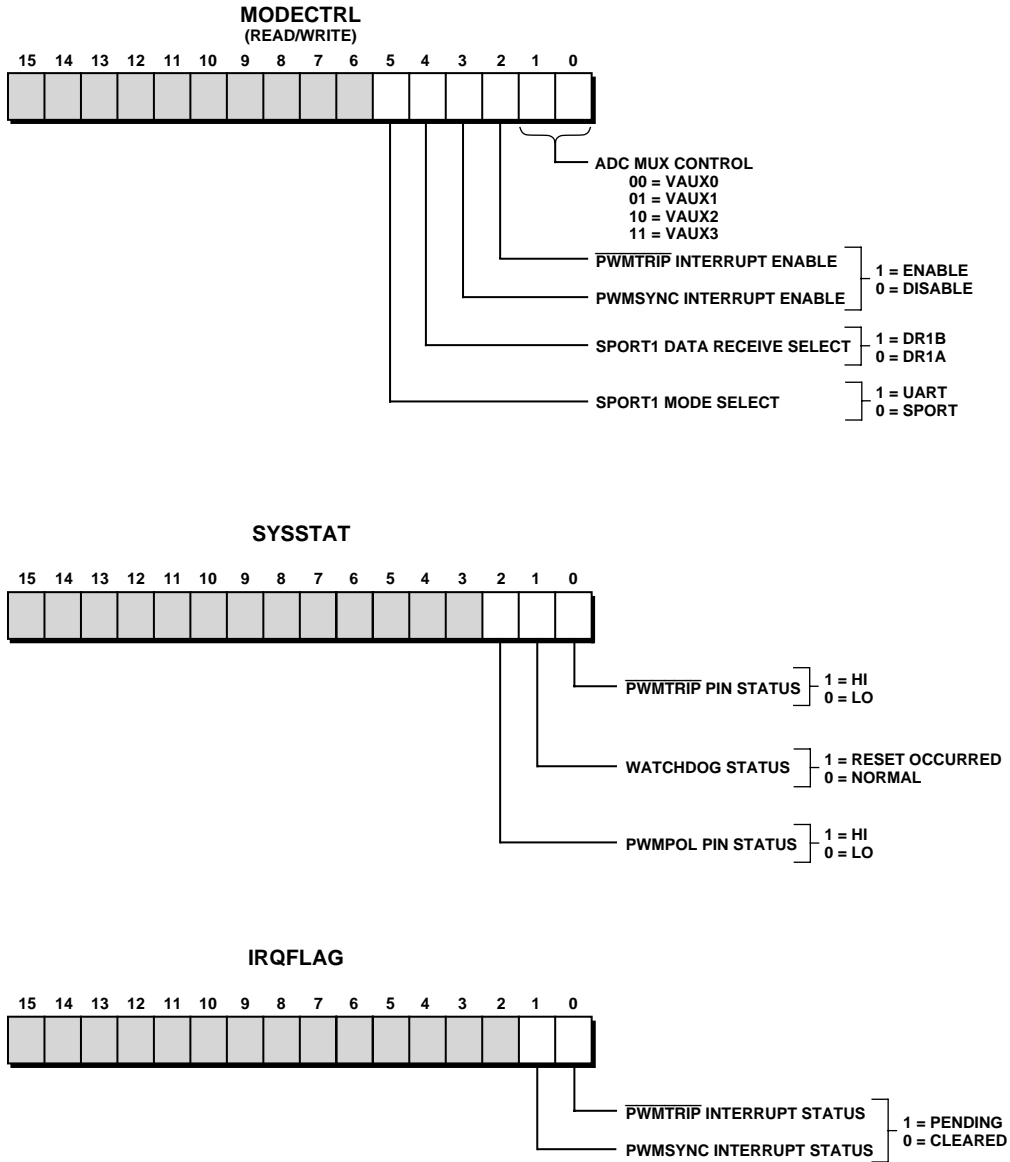 MODECTRL
(READ/WRITE)
15 14 13 12 11 10 9 8 7 6 5 4 3 2 1 0
ADC MUX CONTROL
00 = VAUX0
01 = VAUX1
10 = VAUX2
11 = VAUX3
PWMTRIP INTERRUPT ENABLE
PWMSYNC INTERRUPT ENABLE
1 = ENABLE
0 = DISABLE
SPORT1 DATA RECEIVE SELECT
1 = DR1B
0 = DR1A
SPORT1 MODE SELECT
1 = UART
0 = SPORT
SYSSTAT
15 14 13 12 11 10 9 8 7 6 5 4 3 2 1 0
PWMTRIP PIN STATUS
1 = HI
0 = LO
WATCHDOG STATUS
1 = RESET OCCURRED
0 = NORMAL
PWMPOL PIN STATUS
1 = HI
0 = LO
IRQFLAG
15 14 13 12 11 10 9 8 7 6 5 4 3 2 1 0
PWMTRIP INTERRUPT STATUS
PWMSYNC INTERRUPT STATUS
1 = PENDING
0 = CLEARED